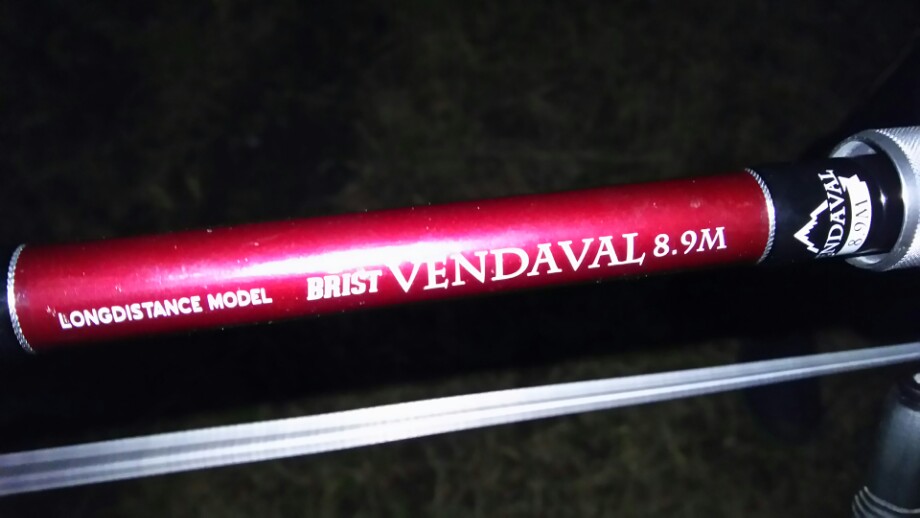 LONGDISTANCE MODEL BRIST VENDAVAL 8.9M
VENDAVAL
8.9M